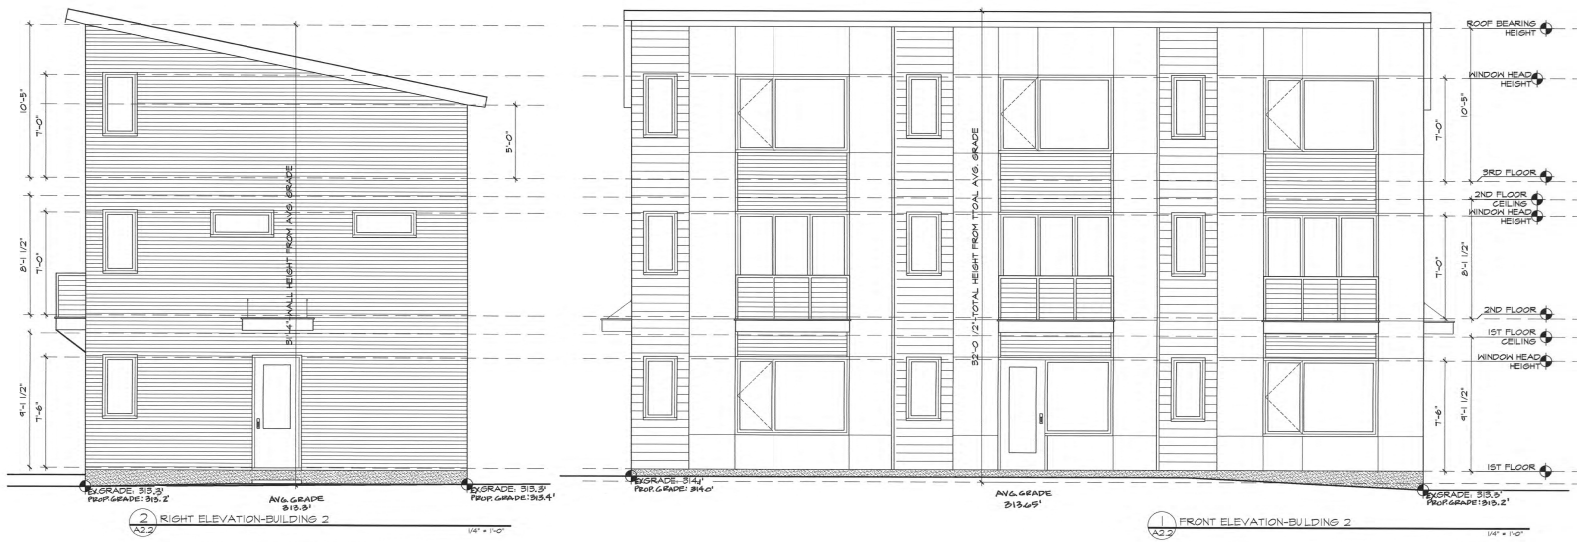 10'-5"
7'-0"
8'-1 1/2"
7'-0"
9'-1 1/2"
7'-6"
31'-4" WALL HEIGHT FROM AVG. GRADE
5'-0"
EX.GRADE: 313.3'
PROP. GRADE: 313.2'
AVG. GRADE
313.3'
EX.GRADE: 313.3'
PROP. GRADE: 313.4'
2
A2.2
RIGHT ELEVATION-BUILDING 2
1/4" = 1'-0"
32'-0 1/2"-TOTAL HEIGHT FROM TTOAL AVG. GRADE
ROOF BEARING
HEIGHT
WINDOW HEAD
HEIGHT
10'-5"
7'-0"
3RD FLOOR
2ND FLOOR
CEILING
WINDOW HEAD
HEIGHT
7'-0"
8'-1 1/2"
2ND FLOOR
1ST FLOOR
CEILING
WINDOW HEAD
HEIGHT
7'-6"
9'-1 1/2"
1ST FLOOR
PROP. GRADE: 314.0'
AVG. GRADE
313.65'
EX.GRADE: 313.3'
PROP. GRADE: 313.2'
1
A2.2
FRONT ELEVATION-BUILDING 2
1/4" = 1'-0"